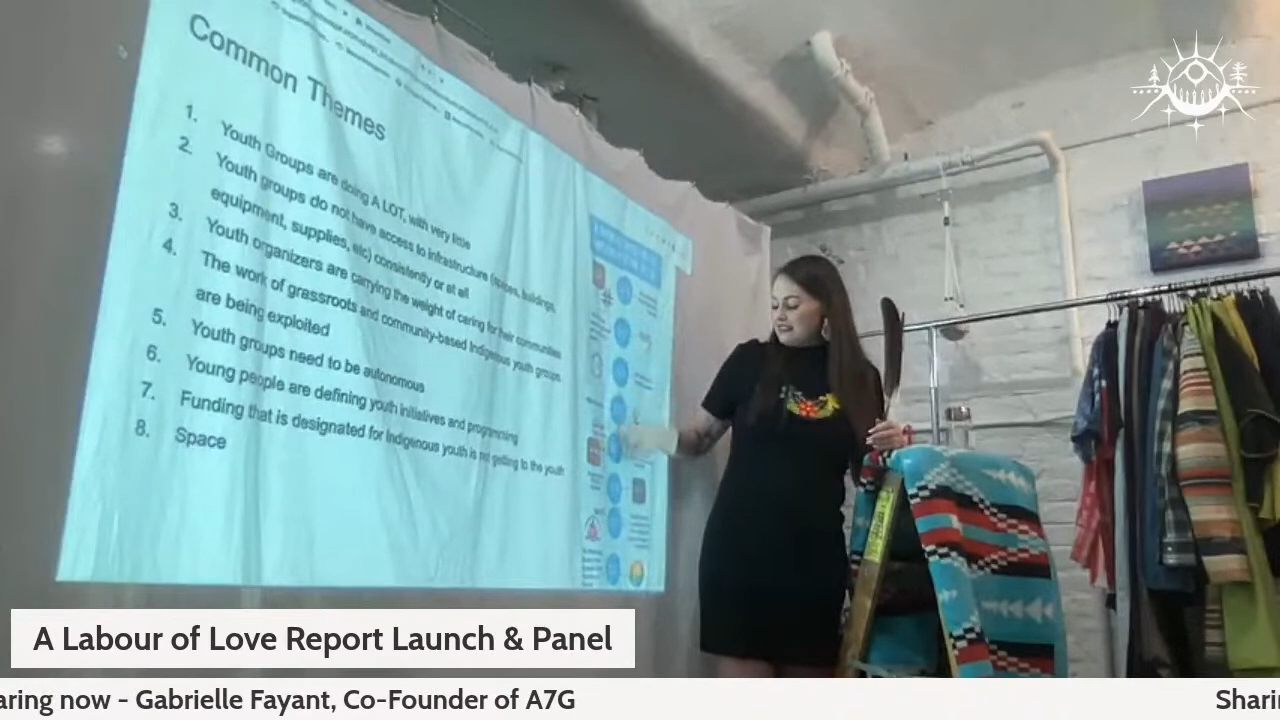 Common Themes
1. Youth Groups are doing A LOT, with very little
2. Youth groups do not have access to infrastructure (spaces, buildings,
equipment, supplies, etc) consistently or at all
3. Youth organizers are carrying the weight of caring for their communities
4. The work of grassroots and community-based Indigenous youth groups
are being exploited
5. Youth groups need to be autonomous
6. Young people are defining youth initiatives and programming
7. Funding that is designated for Indigenous youth is not getting to the youth
8. Space
A Labour of Love Report Launch & Panel
aring now - Gabrielle Fayant, Co-Founder of A7G
Sharin